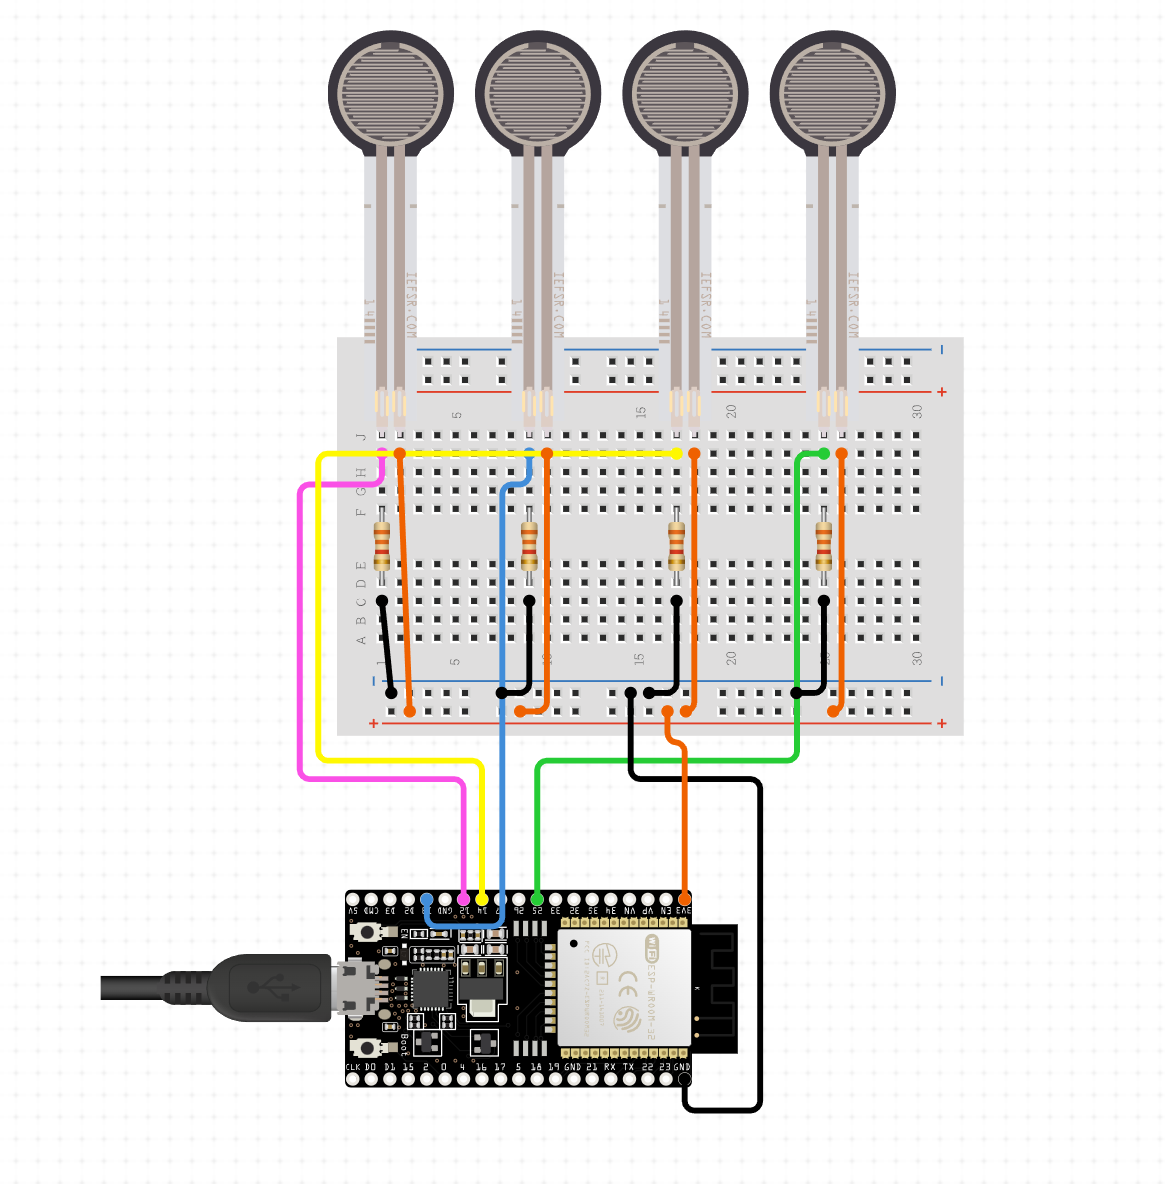 IEFSR.COM
IEFSR.COM
IEFSR.COM
IEFSR.COM
−
+
5
15
20
30
J
H
G
F
E
D
C
B
A
1
5
10
15
20
30
−
−
+
+
5V
CMD
D3
D2
GND
12
14
26
25
33
32
35
34
VN
VP
EN
3V3
EN
WiFi
ESP-WROOM-32
CE
Boot
CLK
D0
D1
15
2
0
4
16
17
5
18
19
GND
21
RX
TX
22
23
GND